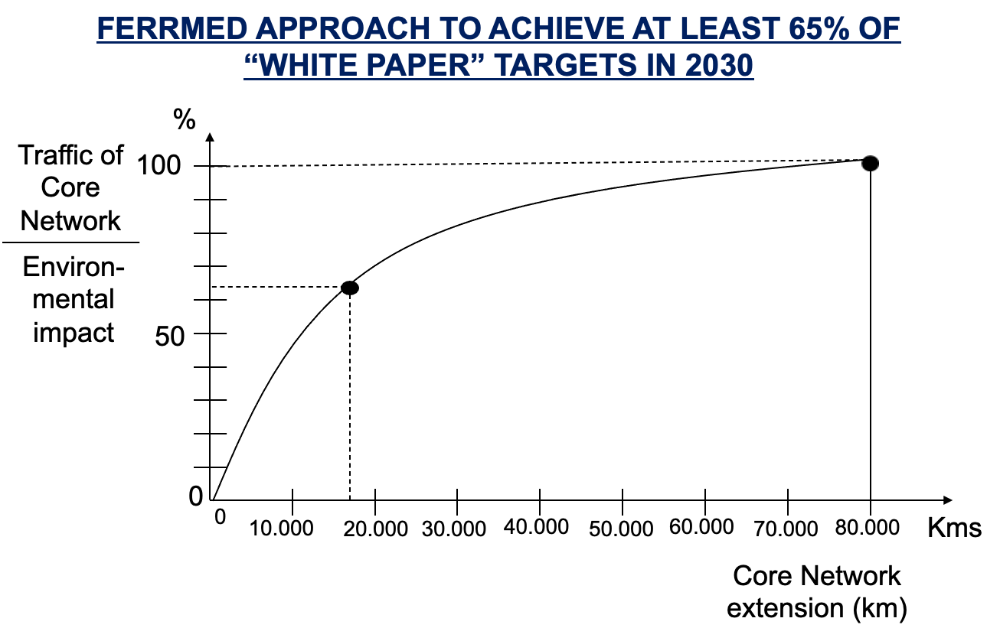 FERRMED APPROACH TO ACHIEVE AT LEAST 65% OF
“WHITE PAPER” TARGETS IN 2030
%
Traffic of
Core
Network
Environ-
mental
impact
100
50
0
0
10.000
20.000
30.000
40.000
50.000
60.000
70.000
80.000
Kms
Core Network
extension (km)